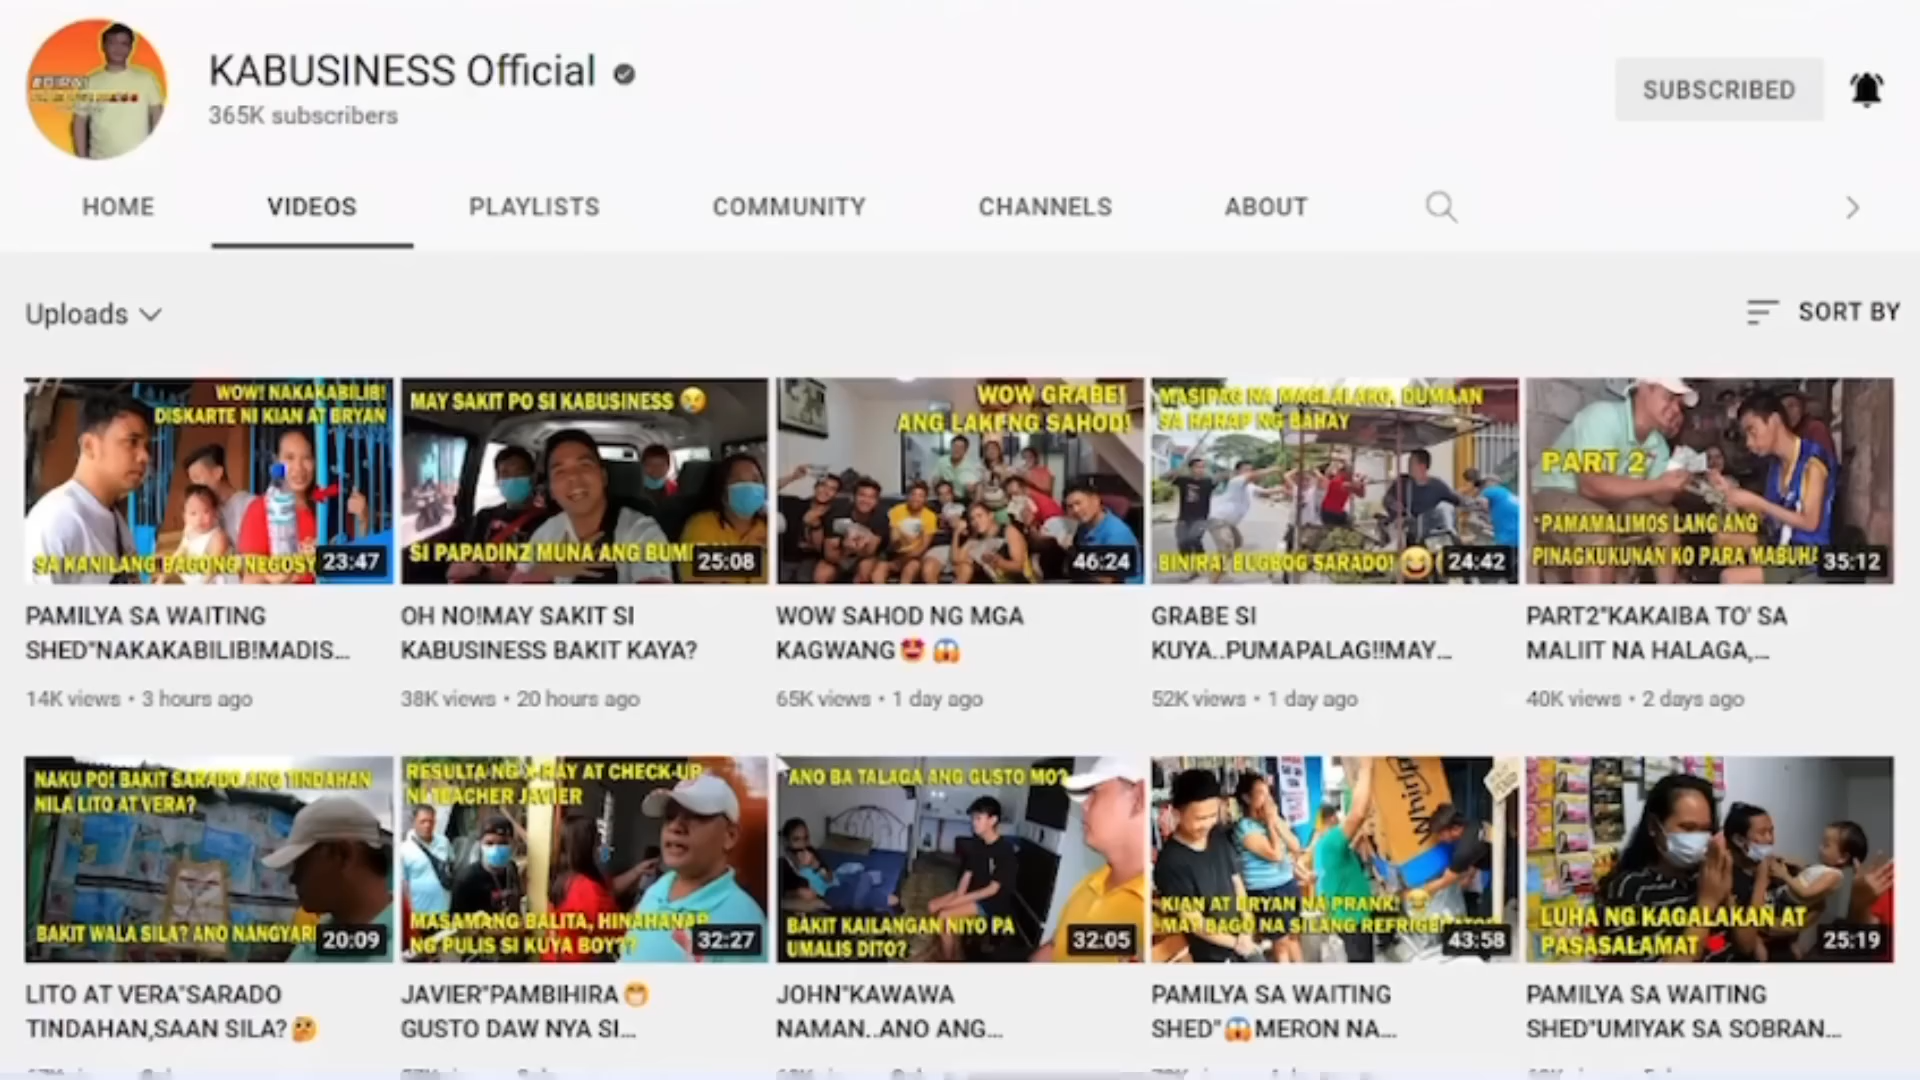 KABUSINESS Official
365K subscribers
SUBSCRIBED
HOME
VIDEOS
PLAYLISTS
COMMUNITY
CHANNELS
ABOUT
Uploads
SORT BY
WOW! NAKAKABILIB!
DISKARTE NI KIAN AT BRYAN
SA KANILANG BAGONG NEGOSY
23:47
MAY SAKIT PO SI KABUSINESS 😢
SI PAPADINZ MUNA ANG BUMI
25:08
WOW GRABE!
ANG LAKENG SAHOD!
46:24
MASIPAG NA MAGLALAKO, DUMAAN
SA HARAP NG BAHAY
BINIRA! BUGBOG SARADO! 😂
24:42
PART 2
"PAMAMALIMOS LANG ANG
PINAGKUKUNAN KO PARA MABUHA
35:12
PAMILYA SA WAITING
SHED"NAKAKABILIB!MADIS...
14K views • 3 hours ago
OH NO!MAY SAKIT SI
KABUSINESS BAKIT KAYA?
38K views • 20 hours ago
WOW SAHOD NG MGA
KAGWANG🤩 😱
65K views • 1 day ago
GRABE SI
KUYA..PUMAPALAG!!MAY...
52K views • 1 day ago
PART2"KAKAIBA TO' SA
MALIIT NA HALAGA,...
40K views • 2 days ago
NAKU PO! BAKIT SARADO ANG TINDAHAN
NILA LITO AT VERA?
BAKIT WALA SILA? ANO NANGYARI
20:09
RESULTA NG X-RAY AT CHECK-UP
NI TEACHER JAVIER
MASAMANG BALITA, HINAHANAP
NG PULIS SI KUYA BOY??
32:27
"ANO BA TALAGA ANG GUSTO MO?
BAKIT KAILANGAN NIYO PA
UMALIS DITO?
32:05
Whirlp
KIAN AT BRYAN NA PRANK!
MAY BAGO NA SILANG REFRIGERATOR
43:58
LUHA NG KAGALAKAN AT
PASASALAMAT
25:19
LITO AT VERA"SARADO
TINDAHAN,SAAN SILA?🤔
JAVIER"PAMBIHIRA😁
GUSTO DAW NYA SI...
JOHN"KAWAWA
NAMAN..ANO ANG...
PAMILYA SA WAITING
SHED"😱MERON NA...
PAMILYA SA WAITING
SHED"UMIYAK SA SOBRAN...